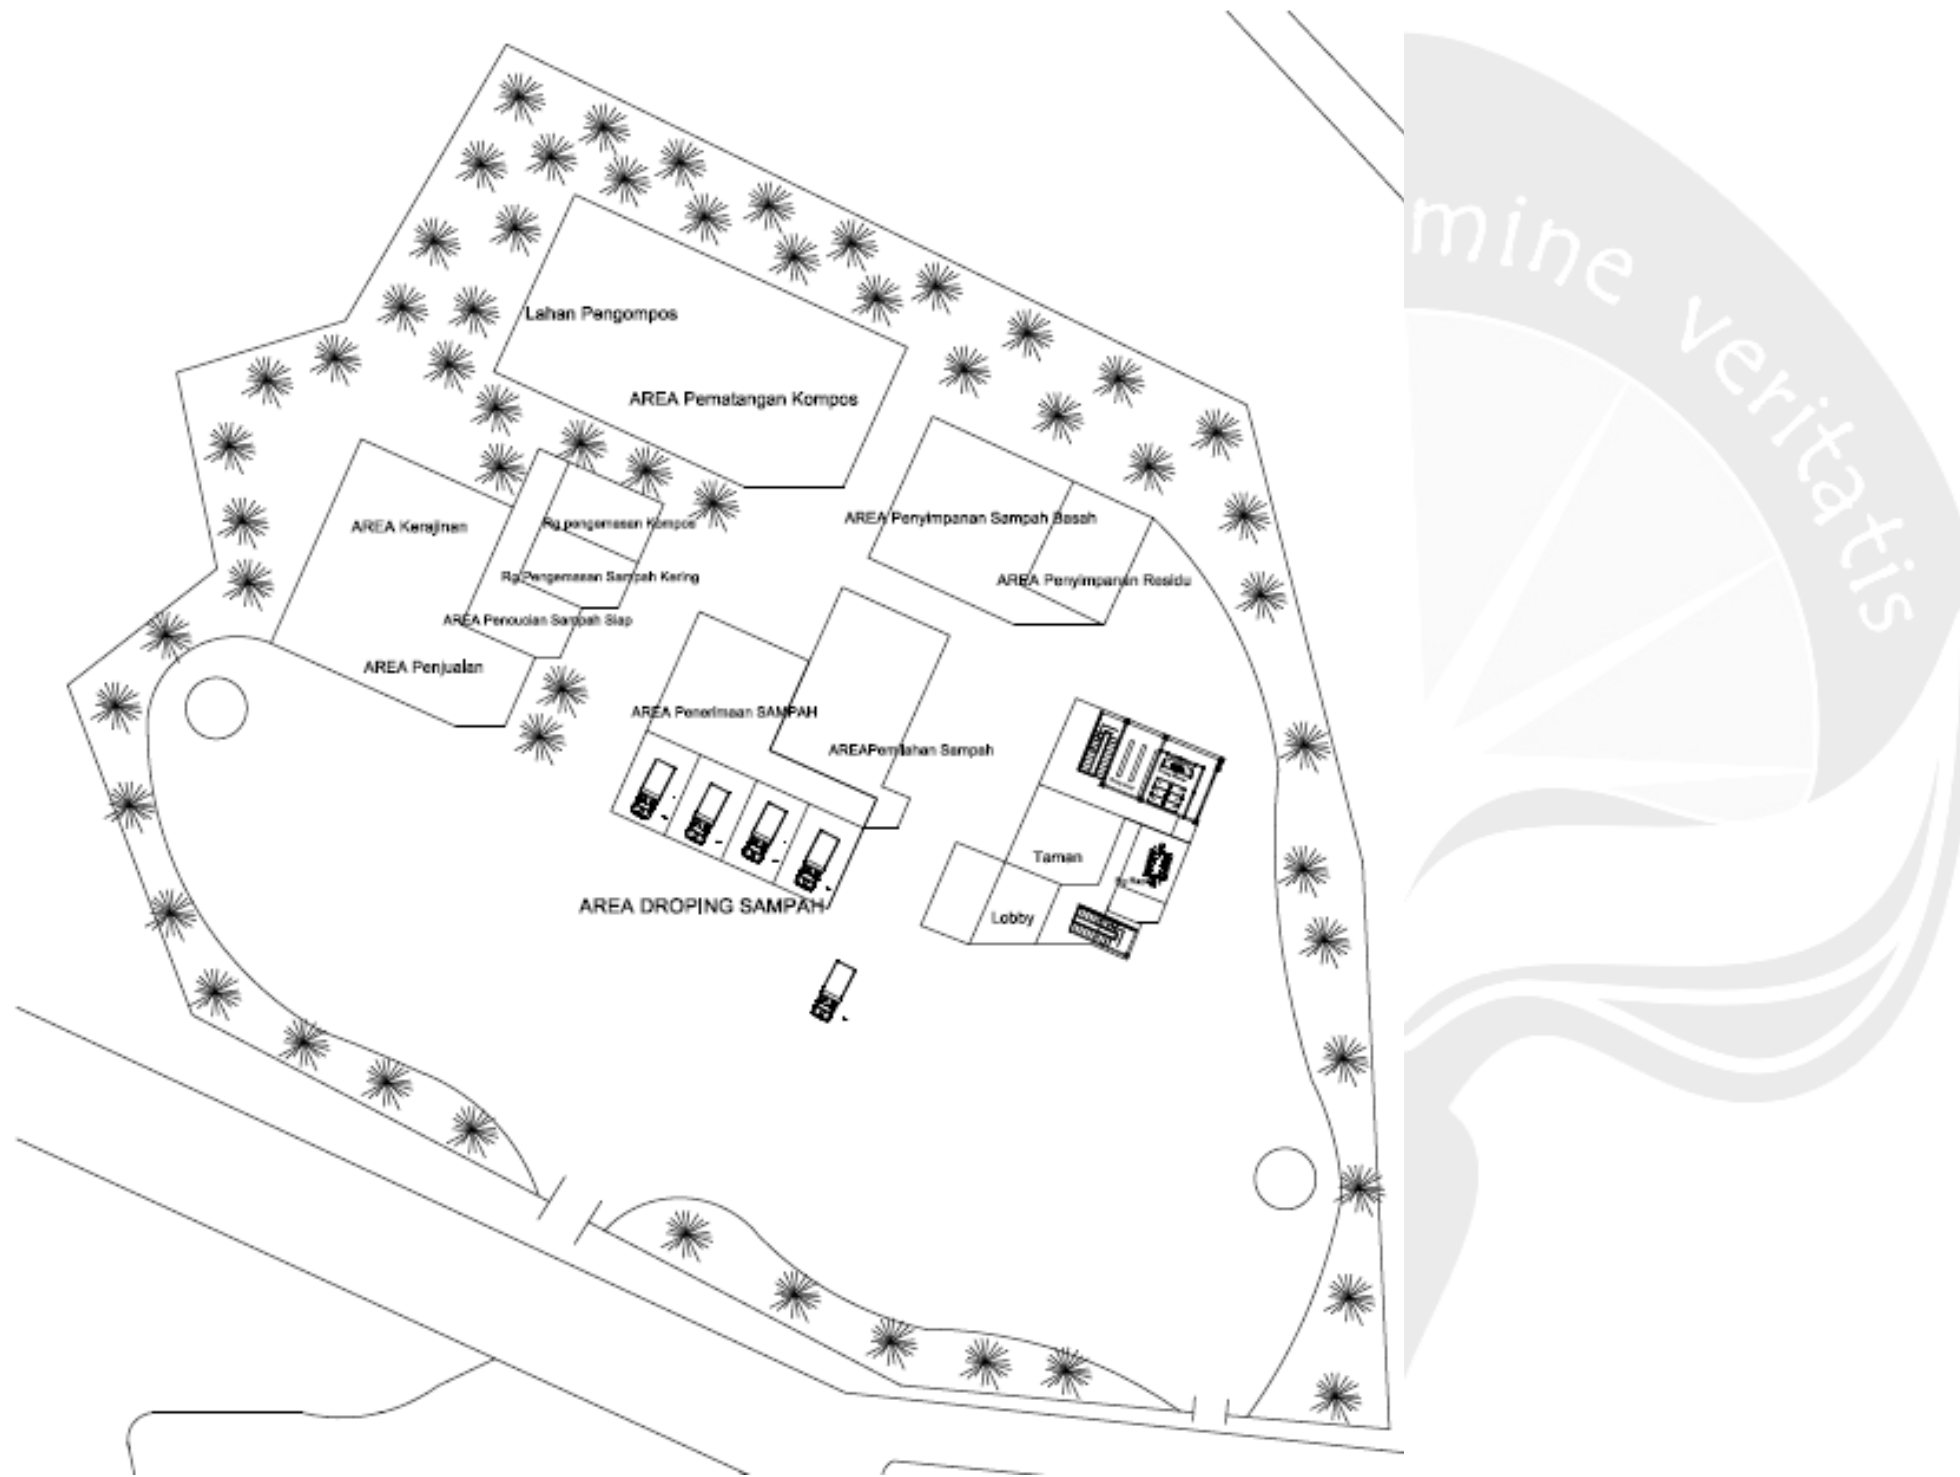 mine veritatis
Lahan Pengompos
AREA Pematangan Kompos
AREA Kerajinan
Rg.pengemasan Kompos
AREA Penyimpanan Sampah Basah
Rg.Pengemasan Sampah Kering
AREA Penyimpanan Residu
AREA Pencucian Sampah Siap
AREA Penjualan
AREA Penerimaan SAMPAH
AREAPemilahan Sampah
Taman
AREA DROPING SAMPAH
Lobby